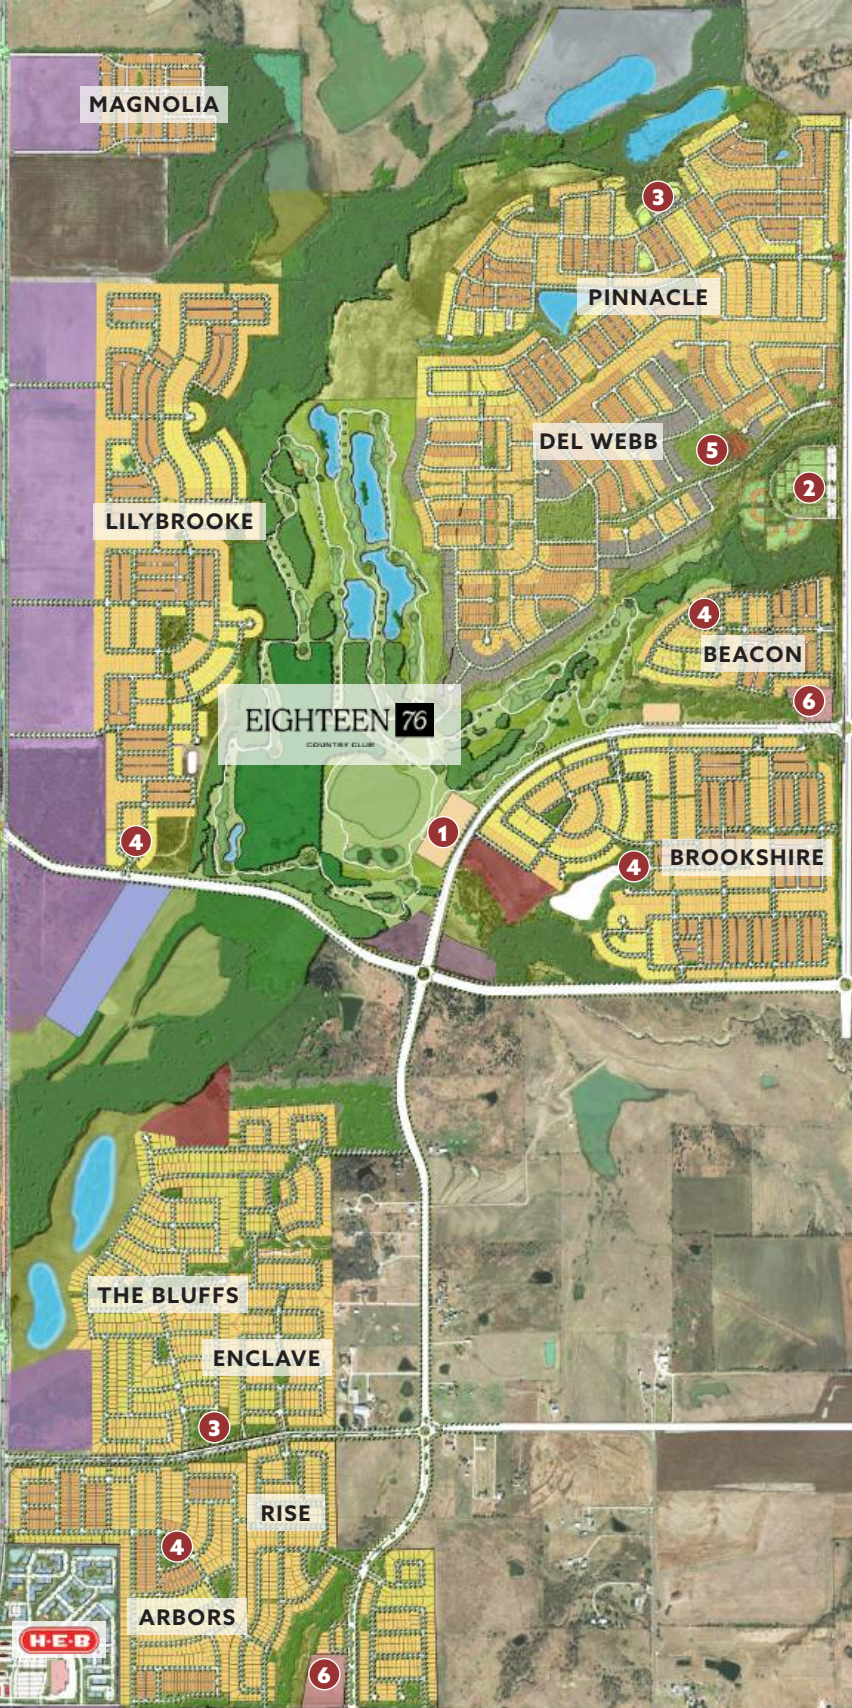 MAGNOLIA
3
PINNACLE
DEL WEBB
5
2
LILYBROOKE
4
BEACON
6
EIGHTEEN 76
COUNTRY CLUB
1
4
4
BROOKSHIRE
THE BLUFFS
ENCLAVE
3
RISE
4
ARBORS
H-E-B
6